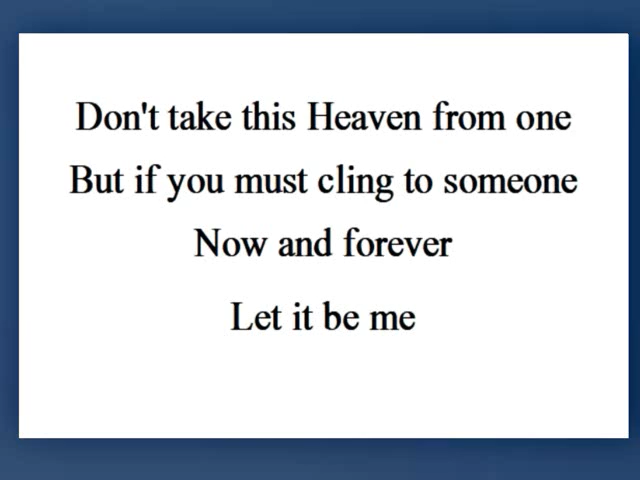 Don't take this Heaven from one
But if you must cling to someone
Now and forever
Let it be me